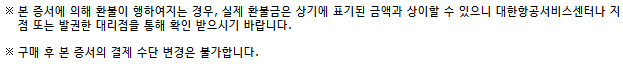 ※ 본 증서에 의해 환불이 행하여지는 경우, 실제 환불금은 상기에 표기된 금액과 상이할 수 있으니 대한항공서비스센터나 지
점 또는 발권한 대리점을 통해 확인 받으시기 바랍니다.
※ 구매 후 본 증서의 결제 수단 변경은 불가합니다.